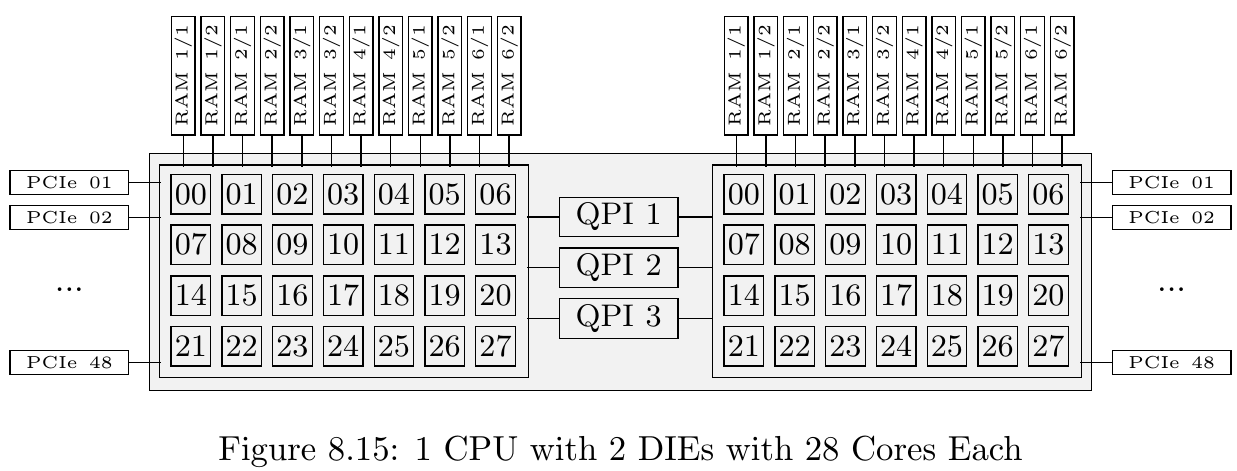 RAM 1/1 RAM 1/2 RAM 2/1 RAM 2/2 RAM 3/1 RAM 3/2 RAM 4/1 RAM 4/2 RAM 5/1 RAM 5/2 RAM 6/1 RAM 6/2
RAM 1/1 RAM 1/2 RAM 2/1 RAM 2/2 RAM 3/1 RAM 3/2 RAM 4/1 RAM 4/2 RAM 5/1 RAM 5/2 RAM 6/1 RAM 6/2
PCIe 01
PCIe 02
...
PCIe 48
00 01 02 03 04 05 06
07 08 09 10 11 12 13
14 15 16 17 18 19 20
21 22 23 24 25 26 27
QPI 1
QPI 2
QPI 3
00 01 02 03 04 05 06
07 08 09 10 11 12 13
14 15 16 17 18 19 20
21 22 23 24 25 26 27
PCIe 01
PCIe 02
...
PCIe 48
Figure 8.15: 1 CPU with 2 DIEs with 28 Cores Each